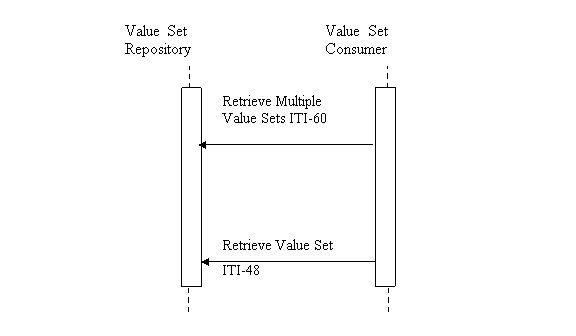 Value Set
Repository
Value Set
Consumer
Retrieve Multiple
Value Sets ITI-60
Retrieve Value Set
ITI-48